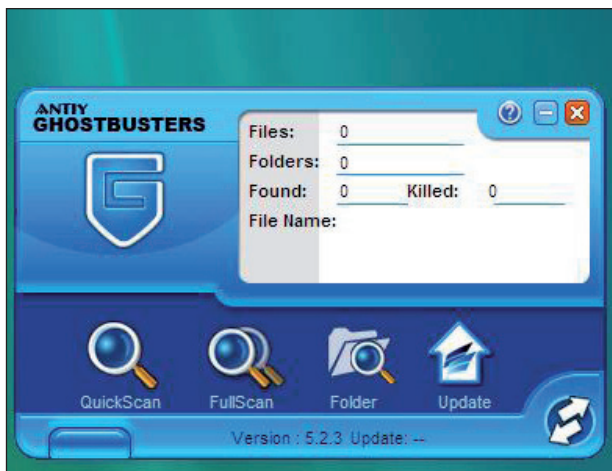 ANTIY
GHOSTBUSTERS
Files: 0
Folders: 0
Found: 0 Killed: 0
File Name:
QuickScan FullScan Folder Update
Version : 5.2.3 Update: --